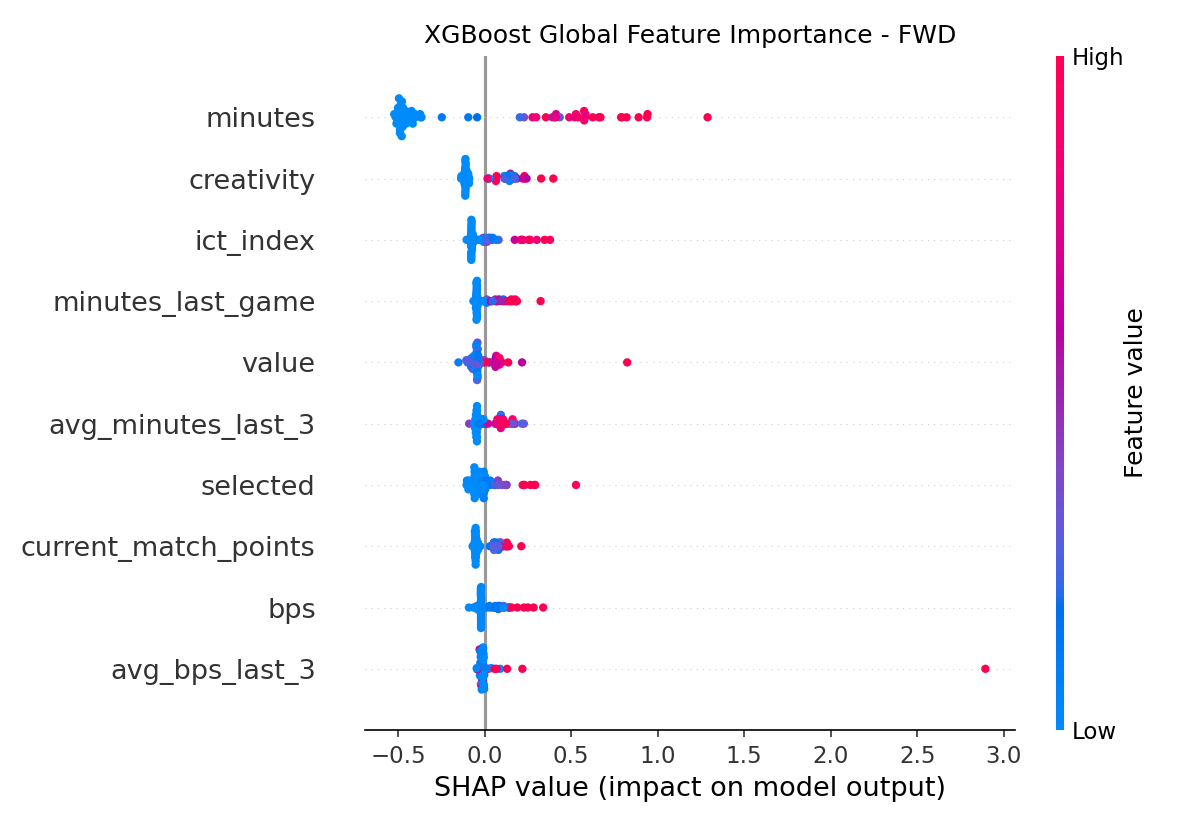 XGBoost Global Feature Importance - FWD
High
minutes
creativity
ict_index
minutes_last_game
value
avg_minutes_last_3
selected
current_match_points
bps
avg_bps_last_3
Feature value
Low
−0.5 0.0 0.5 1.0 1.5 2.0 2.5 3.0
SHAP value (impact on model output)